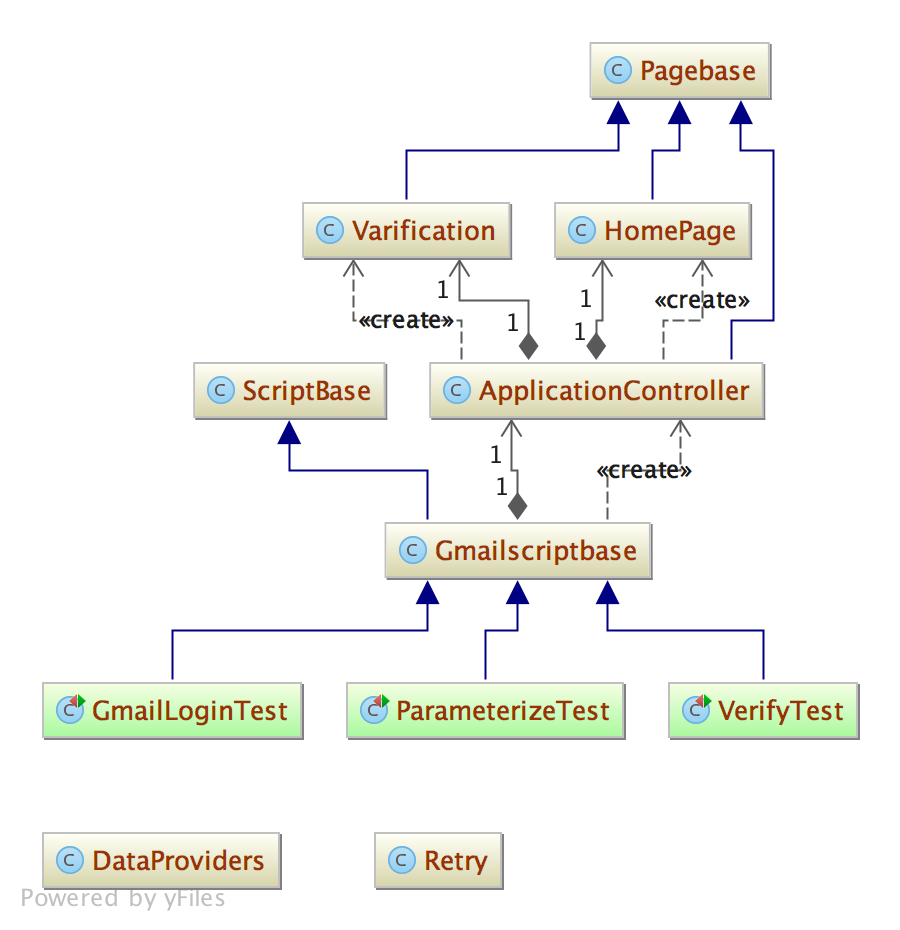 C Pagebase
C Varification
C HomePage
1
1
«create»
«create»
1
1
C ScriptBase
C ApplicationController
1
1
«create»
C Gmailscriptbase
C GmailLoginTest
C ParameterizeTest
C VerifyTest
C DataProviders
C Retry
Powered by yFiles